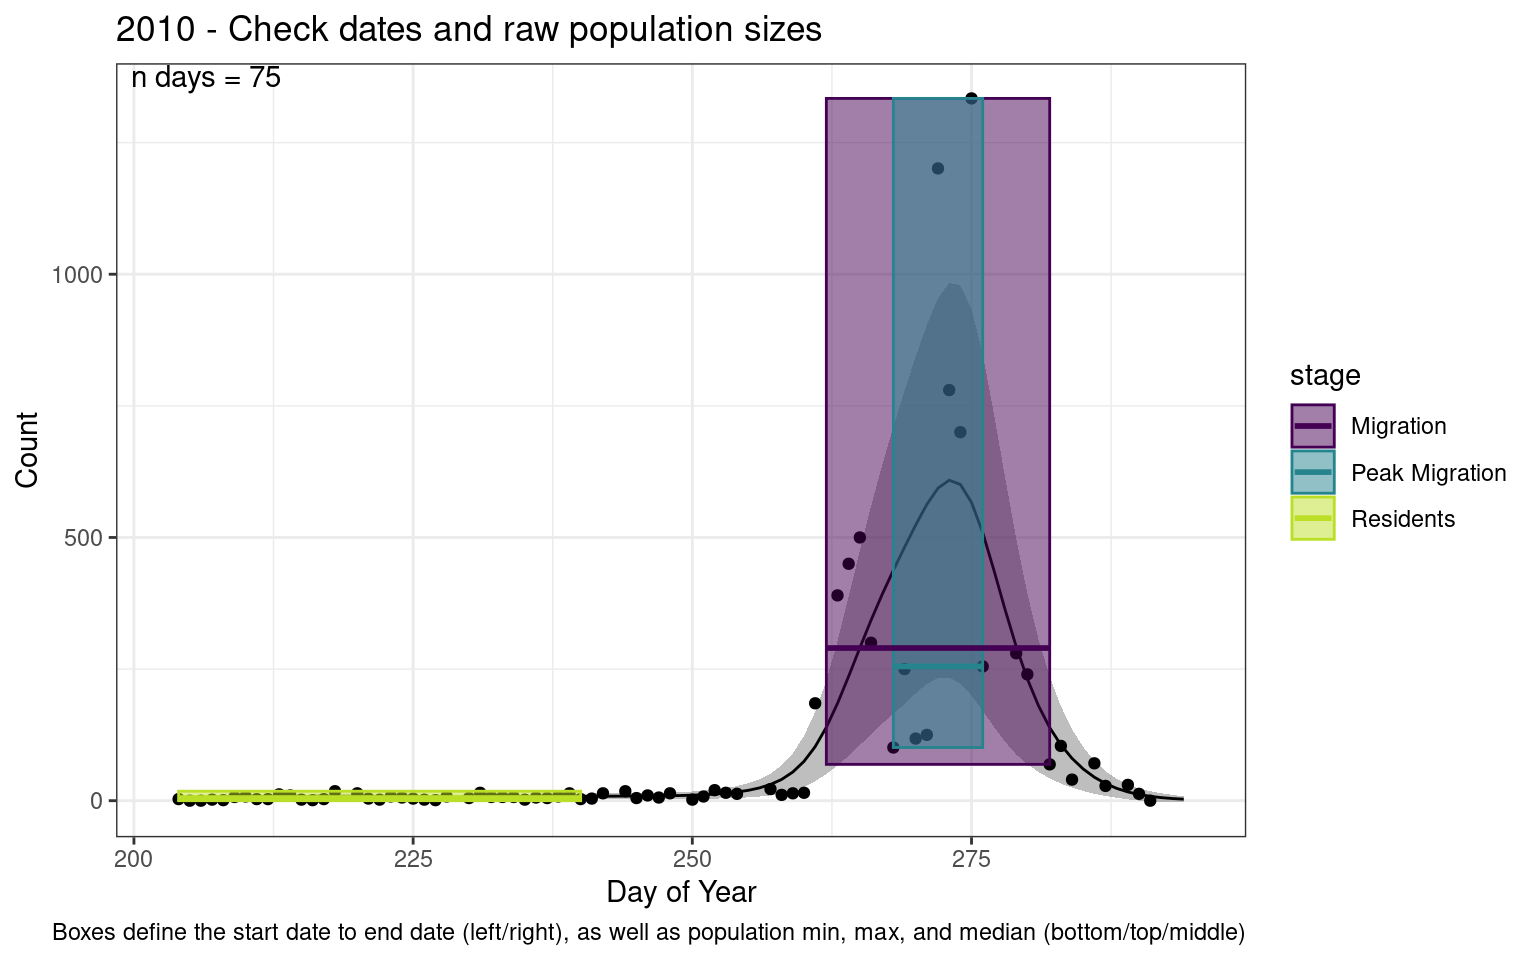 2010 - Check dates and raw population sizes
n days = 75
Count
1000
500
0
200
225
250
275
Day of Year
stage
Migration
Peak Migration
Residents
Boxes define the start date to end date (left/right), as well as population min, max, and median (bottom/top/middle)